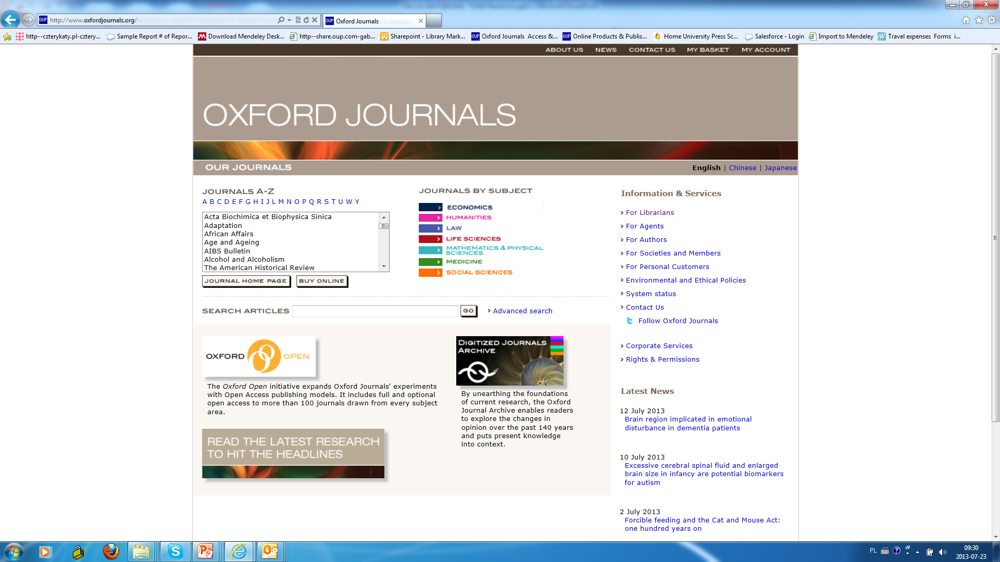 http://www.oxfordjournals.org/
Oxford Journals
http--czterykaty.pl-cztery...
Sample Report # of Repor...
Download Mendeley Desk...
http--share.oup.com-gab...
Sharepoint - Library Mark...
Oxford Journals Access &...
Online Products & Publis...
Home University Press Sc...
Salesforce - Login
Import to Mendeley
Travel expenses Forms i...
ABOUT US NEWS CONTACT US MY BASKET MY ACCOUNT
OXFORD JOURNALS
OUR JOURNALS
English | Chinese | Japanese
JOURNALS A-Z
A B C D E F G H I J L M N O P Q R S T U W Y
Acta Biochimica et Biophysica Sinica
Adaptation
African Affairs
Age and Ageing
AIBS Bulletin
Alcohol and Alcoholism
The American Historical Review
JOURNAL HOME PAGE
BUY ONLINE
JOURNALS BY SUBJECT
ECONOMICS
HUMANITIES
LAW
LIFE SCIENCES
MATHEMATICS & PHYSICAL
SCIENCES
MEDICINE
SOCIAL SCIENCES
SEARCH ARTICLES
GO
Advanced search
OXFORD OPEN
The Oxford Open initiative expands Oxford Journals' experiments
with Open Access publishing models. It includes full and optional
open access to more than 100 journals drawn from every subject
area.
READ THE LATEST RESEARCH
TO HIT THE HEADLINES
DIGITIZED JOURNALS
ARCHIVE
By unearthing the foundations
of current research, the Oxford
Journal Archive enables readers
to explore the changes in
opinion over the past 140 years
and puts present knowledge
into context.
Information & Services
For Librarians
For Agents
For Authors
For Societies and Members
For Personal Customers
Environmental and Ethical Policies
System status
Contact Us
Follow Oxford Journals
Corporate Services
Rights & Permissions
Latest News
12 July 2013
Brain region implicated in emotional
disturbance in dementia patients
10 July 2013
Excessive cerebral spinal fluid and enlarged
brain size in infancy are potential biomarkers
for autism
2 July 2013
Forcible feeding and the Cat and Mouse Act:
one hundred years on
PL
09:30
2013-07-23